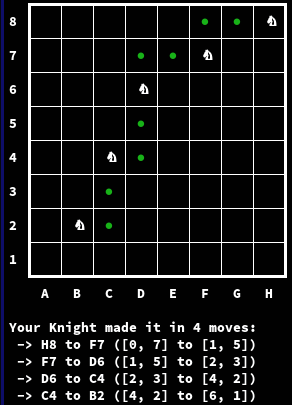 8
7
6
5
4
3
2
1
A B C D E F G H
Your Knight made it in 4 moves:
-> H8 to F7 ([0, 7] to [1, 5])
-> F7 to D6 ([1, 5] to [2, 3])
-> D6 to C4 ([2, 3] to [4, 2])
-> C4 to B2 ([4, 2] to [6, 1])